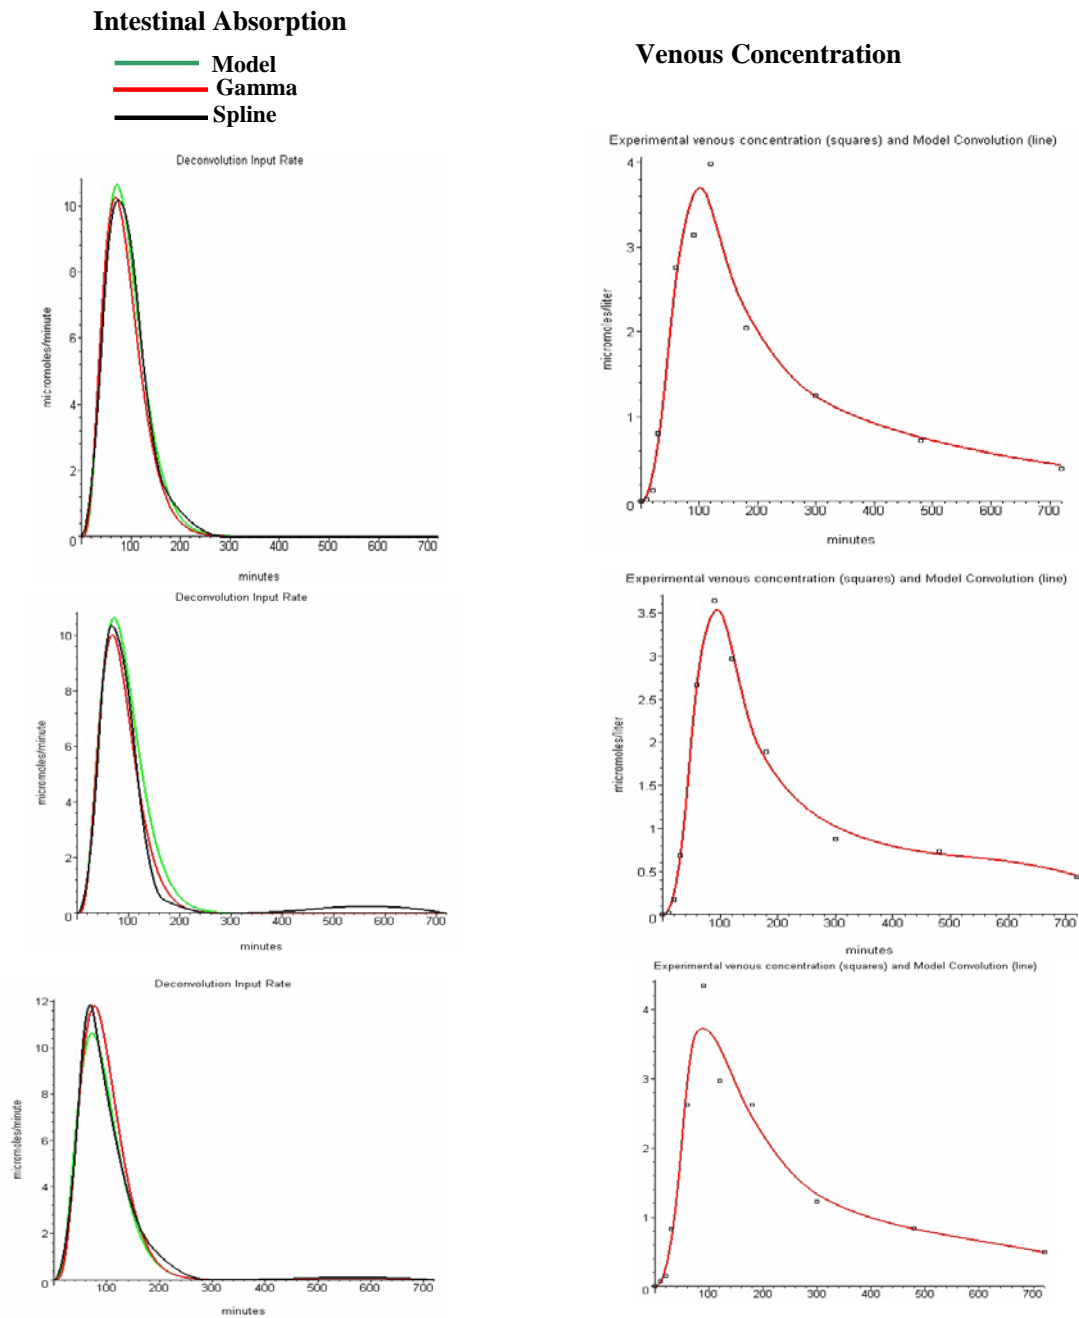 Intestinal Absorption
Model
Gamma
Spline
Venous Concentration
Deconvolution Input Rate
10
8
6
4
2
0
100 200 300 400 500 600 700
micromoles/minute
minutes
Experimental venous concentration (squares) and Model Convolution (line)
4
3
2
1
0
100 200 300 400 500 600 700
micromoles/liter
minutes
Deconvolution Input Rate
10
8
6
4
2
0
100 200 300 400 500 600 700
micromoles/minute
minutes
Experimental venous concentration (squares) and Model Convolution (line)
3.5
3
2.5
2
1.5
1
0.5
0
100 200 300 400 500 600 700
micromoles/liter
minutes
Deconvolution Input Rate
12
10
8
6
4
2
0
100 200 300 400 500 600 700
micromoles/minute
minutes
Experimental venous concentration (squares) and Model Convolution (line)
4
3
2
1
0
100 200 300 400 500 600 700
micromoles/liter
minutes